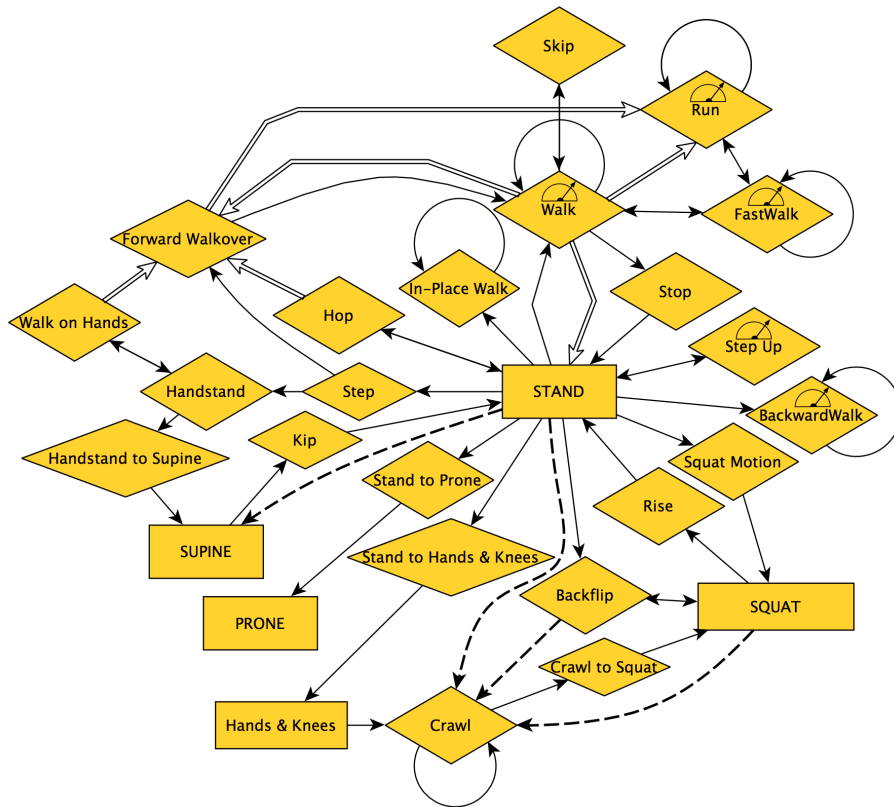 Skip
Run
Walk
FastWalk
Forward Walkover
In-Place Walk
Stop
Walk on Hands
Hop
Step Up
Handstand
Step
STAND
BackwardWalk
Handstand to Supine
Kip
Stand to Prone
Squat Motion
Rise
SUPINE
Stand to Hands & Knees
Backflip
SQUAT
PRONE
Crawl to Squat
Hands & Knees
Crawl